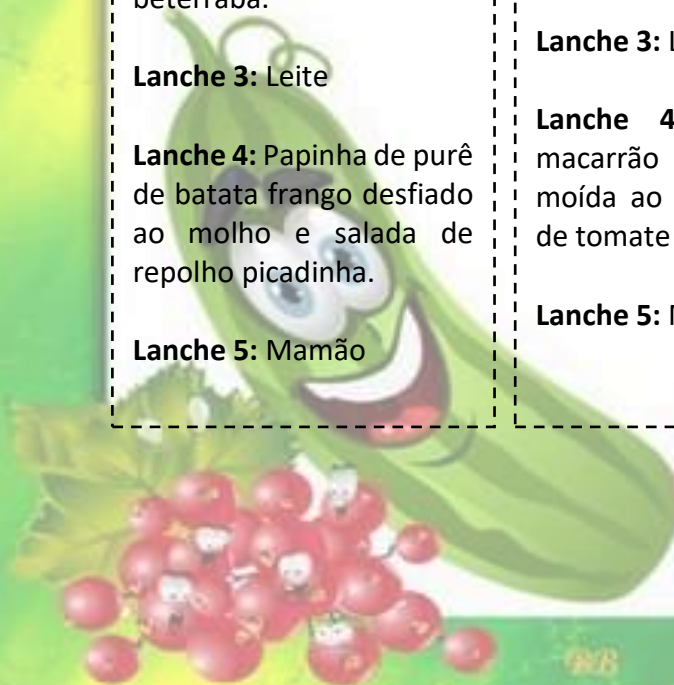 beterraba.
Lanche 3: Leite
Lanche 4: Papinha de purê
de batata frango desfiado
ao molho e salada de
repolho picadinha.
Lanche 5: Mamão
Lanche 3:
Lanche 4
macarrão
moída ao
de tomate
Lanche 5: